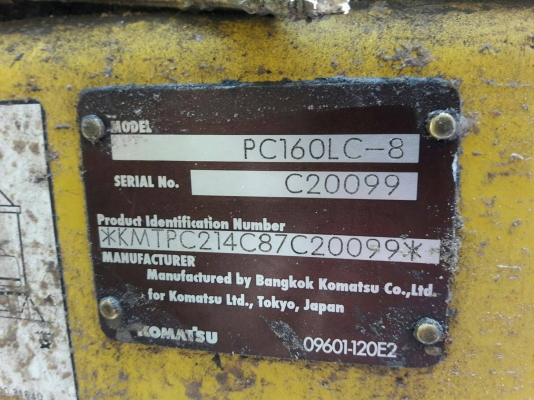 MODEL
PC160LC-8
SERIAL No.
C20099
Product Identification Number
*KMTPC214C87C20099*
MANUFACTURER
Manufactured by Bangkok Komatsu Co.,Ltd.
for Komatsu Ltd., Tokyo, Japan
KOMATSU
09601-120E2